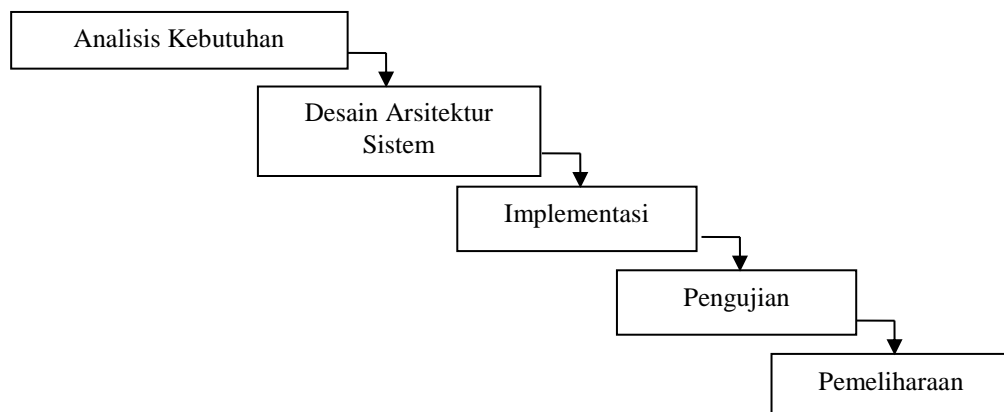 Analisis Kebutuhan
Desain Arsitektur
Sistem
Implementasi
Pengujian
Pemeliharaan